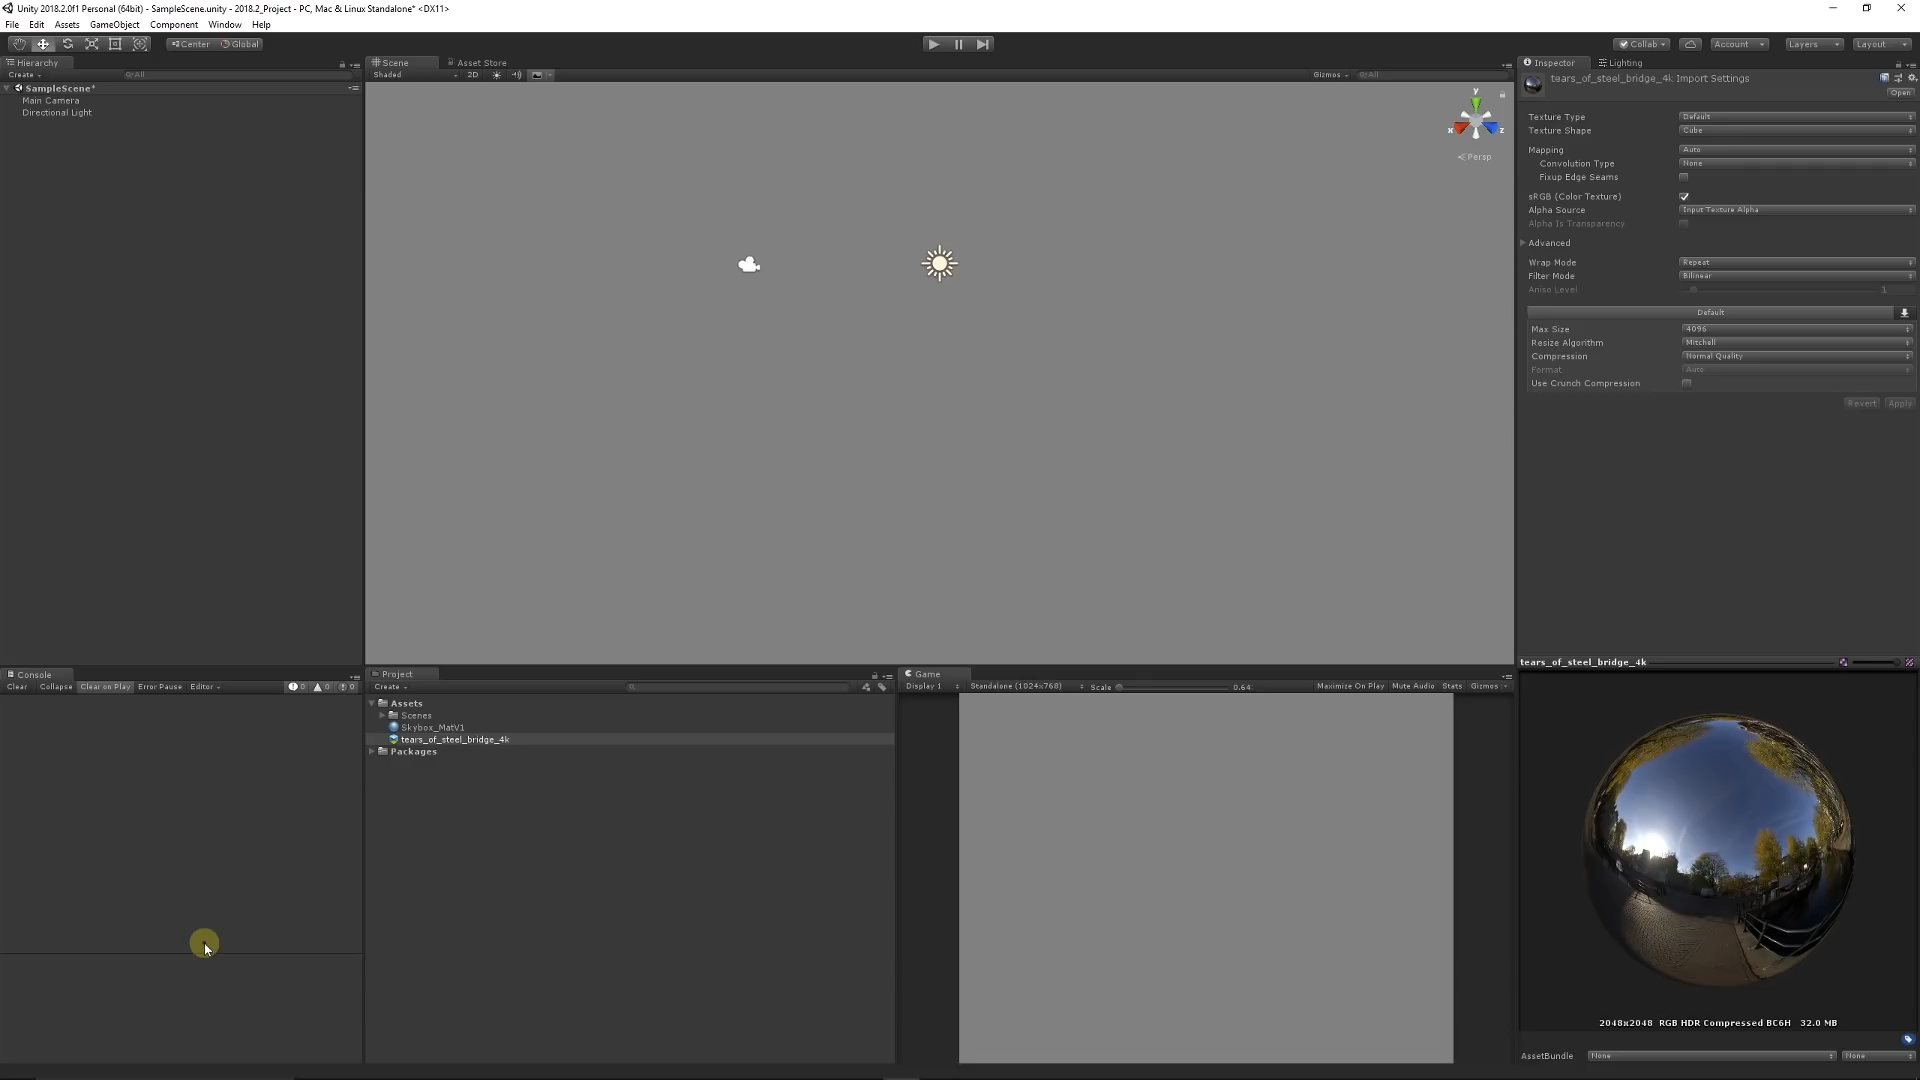 Unity 2018.2.0f1 Personal (64bit) - SampleScene.unity - 2018.2_Project - PC, Mac & Linux Standalone* <DX11>
File Edit Assets GameObject Component Window Help
Center Global Collab Account Layers Layout
Hierarchy Scene Asset Store Inspector Lighting
Create All Shaded 2D Gizmos All
tears_of_steel_bridge_4k Import Settings
Open
SampleScene*
Main Camera
Directional Light
y
x z
Persp
Texture Type Default
Texture Shape Cube
Mapping Auto
Convolution Type None
Fixup Edge Seams
sRGB (Color Texture)
Alpha Source Input Texture Alpha
Alpha Is Transparency
Advanced
Wrap Mode Repeat
Filter Mode Bilinear
Aniso Level 1
Default
Max Size 4096
Resize Algorithm Mitchell
Compression Normal Quality
Format Auto
Use Crunch Compression
Revert Apply
tears_of_steel_bridge_4k
Console Project Game
Clear Collapse Clear on Play Error Pause Editor 0 0 0
Create
Display 1 Standalone (1024x768) Scale 0.64 Maximize On Play Mute Audio Stats Gizmos
Assets
Scenes
Skybox_MatV1
tears_of_steel_bridge_4k
Packages
2048x2048 RGB HDR Compressed BC6H 32.0 MB
AssetBundle None None